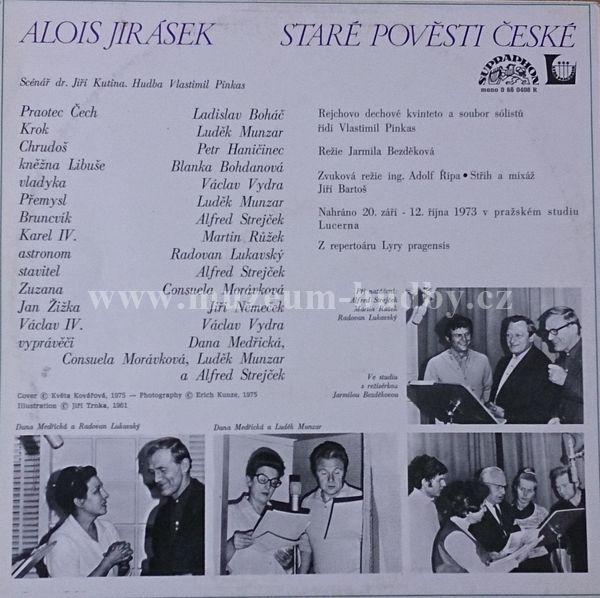 ALOIS JIRÁSEK STARÉ POVĚSTI ČESKÉ
SUPRAPHON
mono 0 66 0408 R
Scénář dr. Jiří Kutina. Hudba Vlastimil Pinkas
Praotec Čech Ladislav Boháč
Krok Luděk Munzar
Chrudoš Petr Haničinec
kněžna Libuše Blanka Bohdanová
vladyka Václav Vydra
Přemysl Luděk Munzar
Bruncvík Alfred Strejček
Karel IV. Martin Růžek
astronom Radovan Lukavský
stavitel Alfred Strejček
Zuzana Consuela Morávková
Jan Žižka Jiří Němeček
Václav IV. Václav Vydra
vyprávěči Dana Medřická,
Consuela Morávková, Luděk Munzar
a Alfred Strejček
Rejchovo dechové kvinteto a soubor sólistů
řídí Vlastimil Pinkas
Režie Jarmila Bezděková
Zvuková režie ing. Adolf Řípa • Střih a mixáž
Jiří Bartoš
Nahráno 20. září - 12. října 1973 v pražském studiu
Lucerna
Z repertoáru Lyry pragensis
www.muzeum-hudby.cz
Při natáčení:
Alfred Strejček
Martin Růžek
Radovan Lukavský
Ve studiu
s režisérkou
Jarmilou Bezděkovou
Cover © Květa Kovářová, 1975 — Photography © Erich Kunze, 1975
Illustration © Jiří Trnka, 1961
Dana Medřická a Radovan Lukavský
Dana Medřická a Luděk Munzar